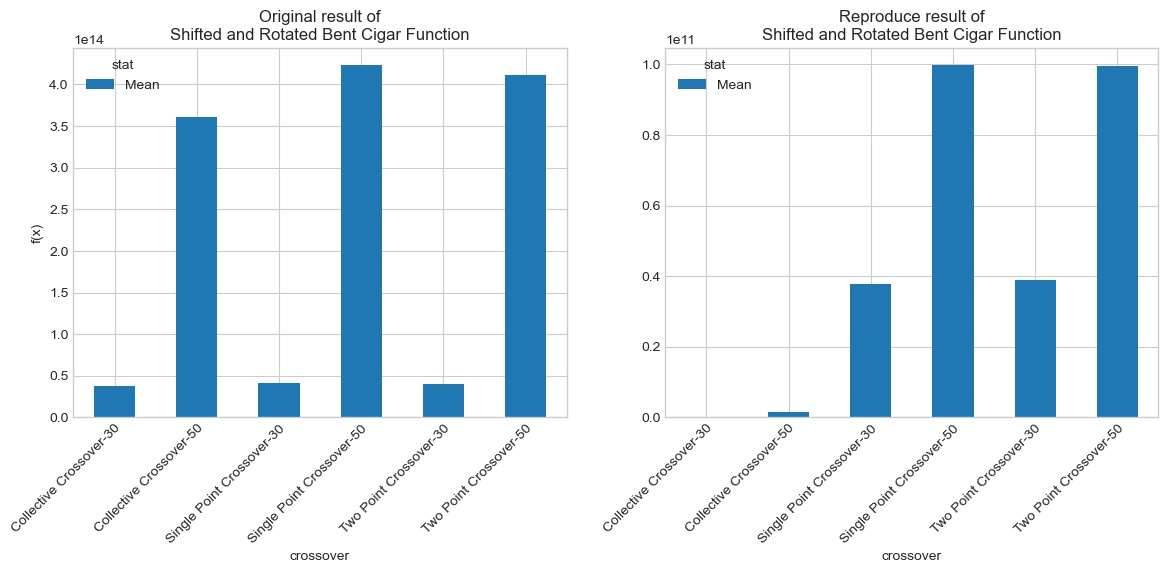 Original result of
Shifted and Rotated Bent Cigar Function
1e14
stat
Mean
4.0
3.5
3.0
2.5
2.0
1.5
1.0
0.5
0.0
f(x)
Collective Crossover-30
Collective Crossover-50
Single Point Crossover-30
Single Point Crossover-50
Two Point Crossover-30
Two Point Crossover-50
crossover
Reproduce result of
Shifted and Rotated Bent Cigar Function
1e11
stat
Mean
1.0
0.8
0.6
0.4
0.2
0.0
Collective Crossover-30
Collective Crossover-50
Single Point Crossover-30
Single Point Crossover-50
Two Point Crossover-30
Two Point Crossover-50
crossover